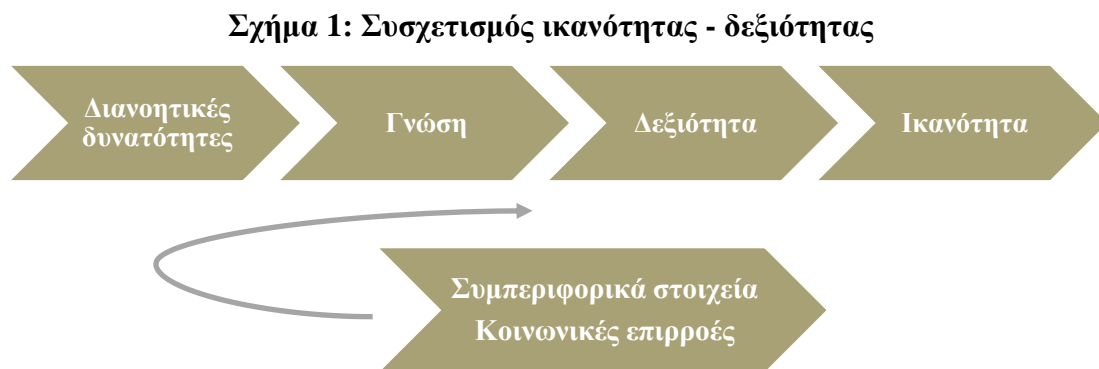 Σχήμα 1: Συσχετισμός ικανότητας - δεξιότητας
Διανοητικές
δυνατότητες
Γνώση
Δεξιότητα
Ικανότητα
Συμπεριφορικά στοιχεία
Κοινωνικές επιρροές